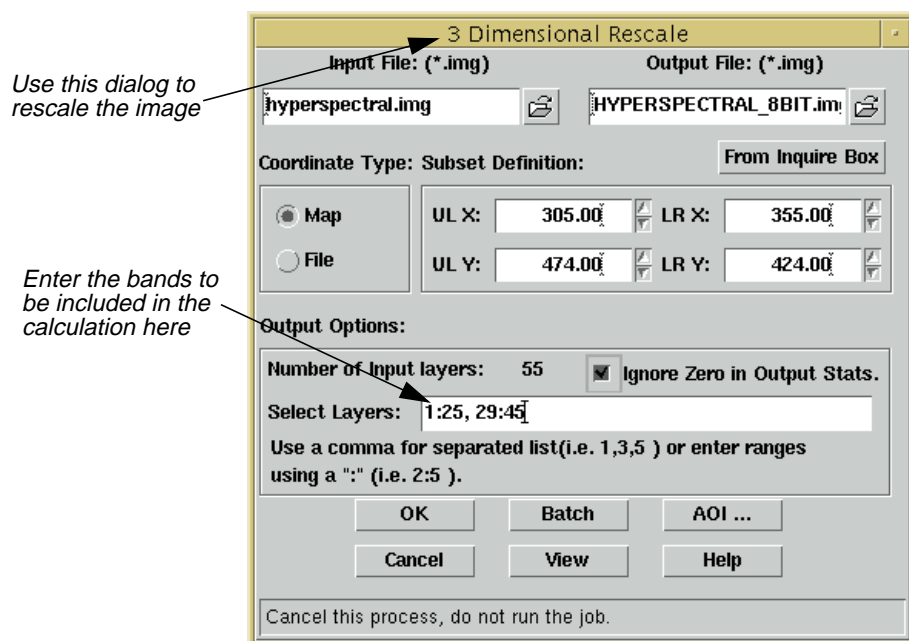 3 Dimensional Rescale
Use this dialog to
rescale the image
Input File: (*.img) Output File: (*.img)
hyperspectral.img HYPERSPECTRAL_8BIT.im
Coordinate Type: Subset Definition: From Inquire Box
Map UL X: 305.00 LR X: 355.00
File UL Y: 474.00 LR Y: 424.00
Enter the bands to
be included in the
calculation here
Output Options:
Number of Input layers: 55 Ignore Zero in Output Stats.
Select Layers: 1:25, 29:45
Use a comma for separated list(i.e. 1,3,5 ) or enter ranges
using a ":" (i.e. 2:5 ).
OK Batch AOI ...
Cancel View Help
Cancel this process, do not run the job.